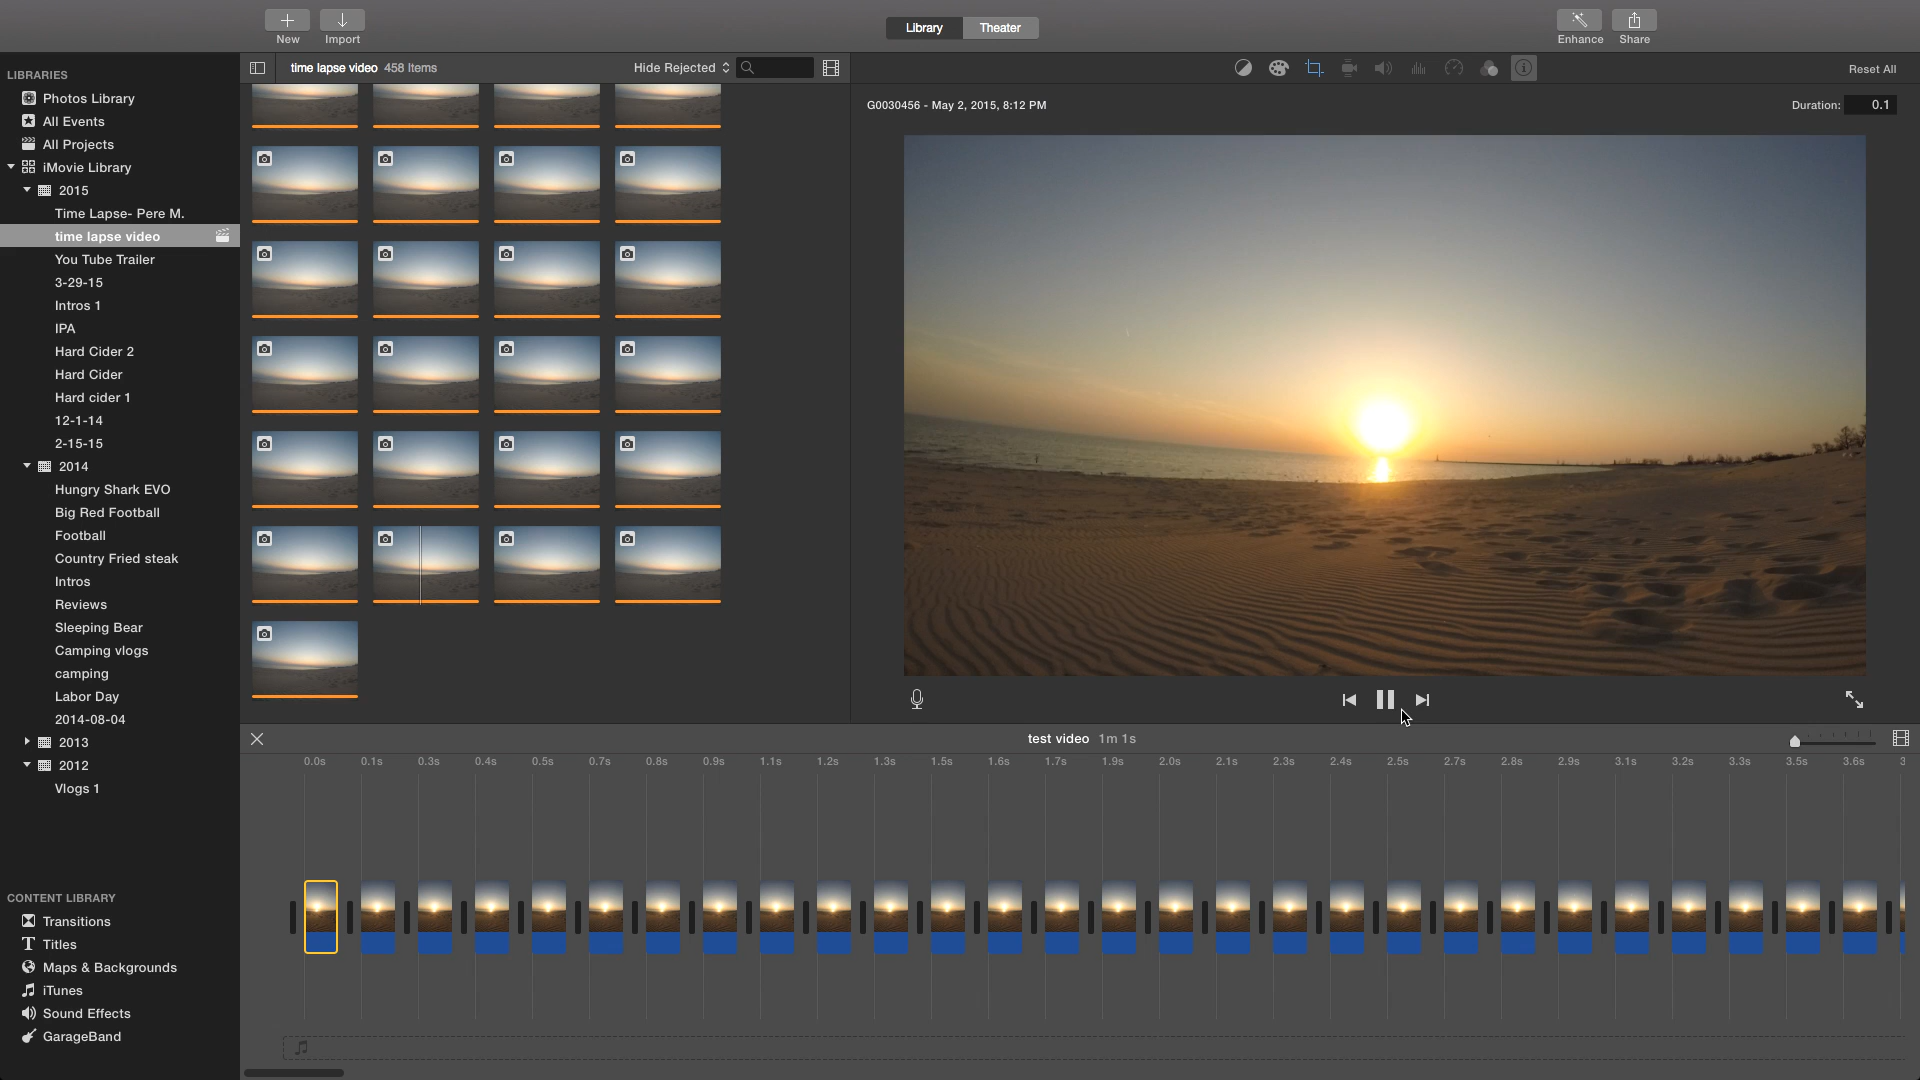 New
Import
Library
Theater
Enhance
Share
LIBRARIES
Photos Library
All Events
All Projects
iMovie Library
2015
Time Lapse- Pere M.
time lapse video
You Tube Trailer
3-29-15
Intros 1
IPA
Hard Cider 2
Hard Cider
Hard cider 1
12-1-14
2-15-15
2014
Hungry Shark EVO
Big Red Football
Football
Country Fried steak
Intros
Reviews
Sleeping Bear
Camping vlogs
camping
Labor Day
2014-08-04
2013
2012
Vlogs 1
CONTENT LIBRARY
Transitions
T Titles
Maps & Backgrounds
iTunes
Sound Effects
GarageBand
time lapse video 458 Items
Hide Rejected
Reset All
G0030456 - May 2, 2015, 8:12 PM
Duration: 0.1
test video 1m 1s
0.0s 0.1s 0.3s 0.4s 0.5s 0.7s 0.8s 0.9s 1.1s 1.2s 1.3s 1.5s 1.6s 1.7s 1.9s 2.0s 2.1s 2.3s 2.4s 2.5s 2.7s 2.8s 2.9s 3.1s 3.2s 3.3s 3.5s 3.6s 3